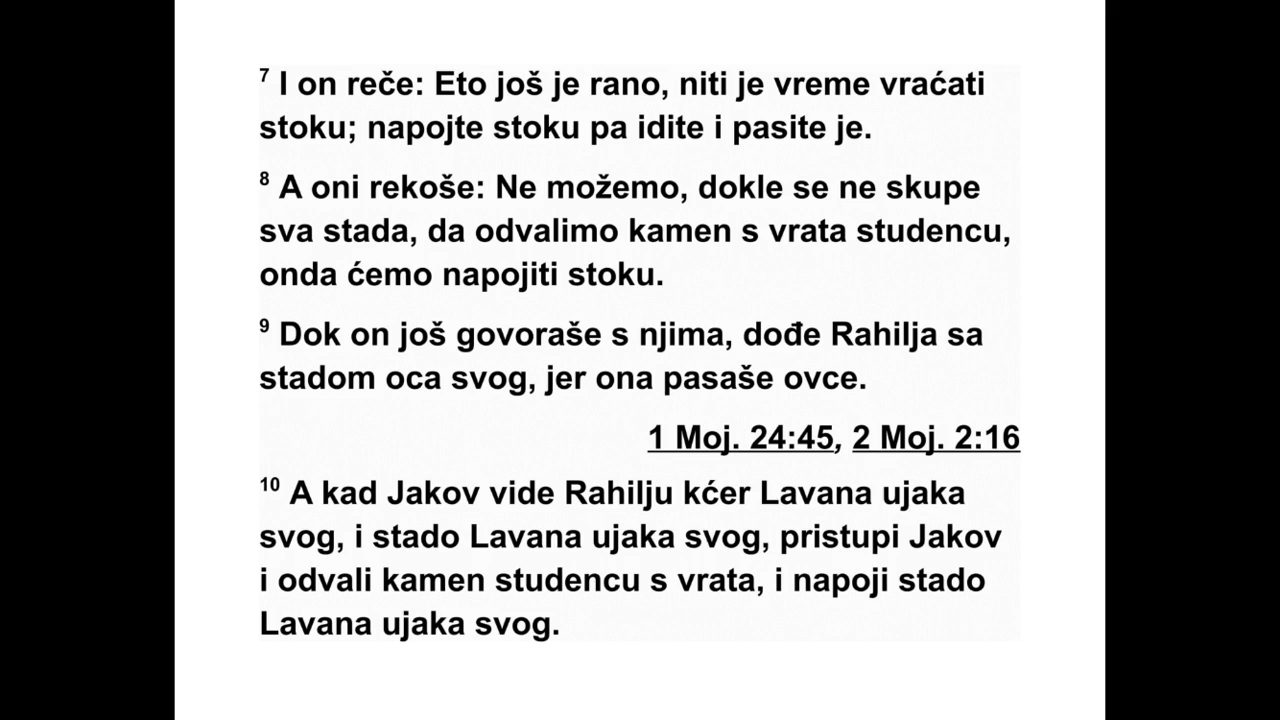 7 I on reče: Eto još je rano, niti je vreme vraćati
stoku; napojte stoku pa idite i pasite je.
8 A oni rekoše: Ne možemo, dokle se ne skupe
sva stada, da odvalimo kamen s vrata studencu,
onda ćemo napojiti stoku.
9 Dok on još govoraše s njima, dođe Rahilja sa
stadom oca svog, jer ona pasaše ovce.
1 Moj. 24:45, 2 Moj. 2:16
10 A kad Jakov vide Rahilju kćer Lavana ujaka
svog, i stado Lavana ujaka svog, pristupi Jakov
i odvali kamen studencu s vrata, i napoji stado
Lavana ujaka svog.